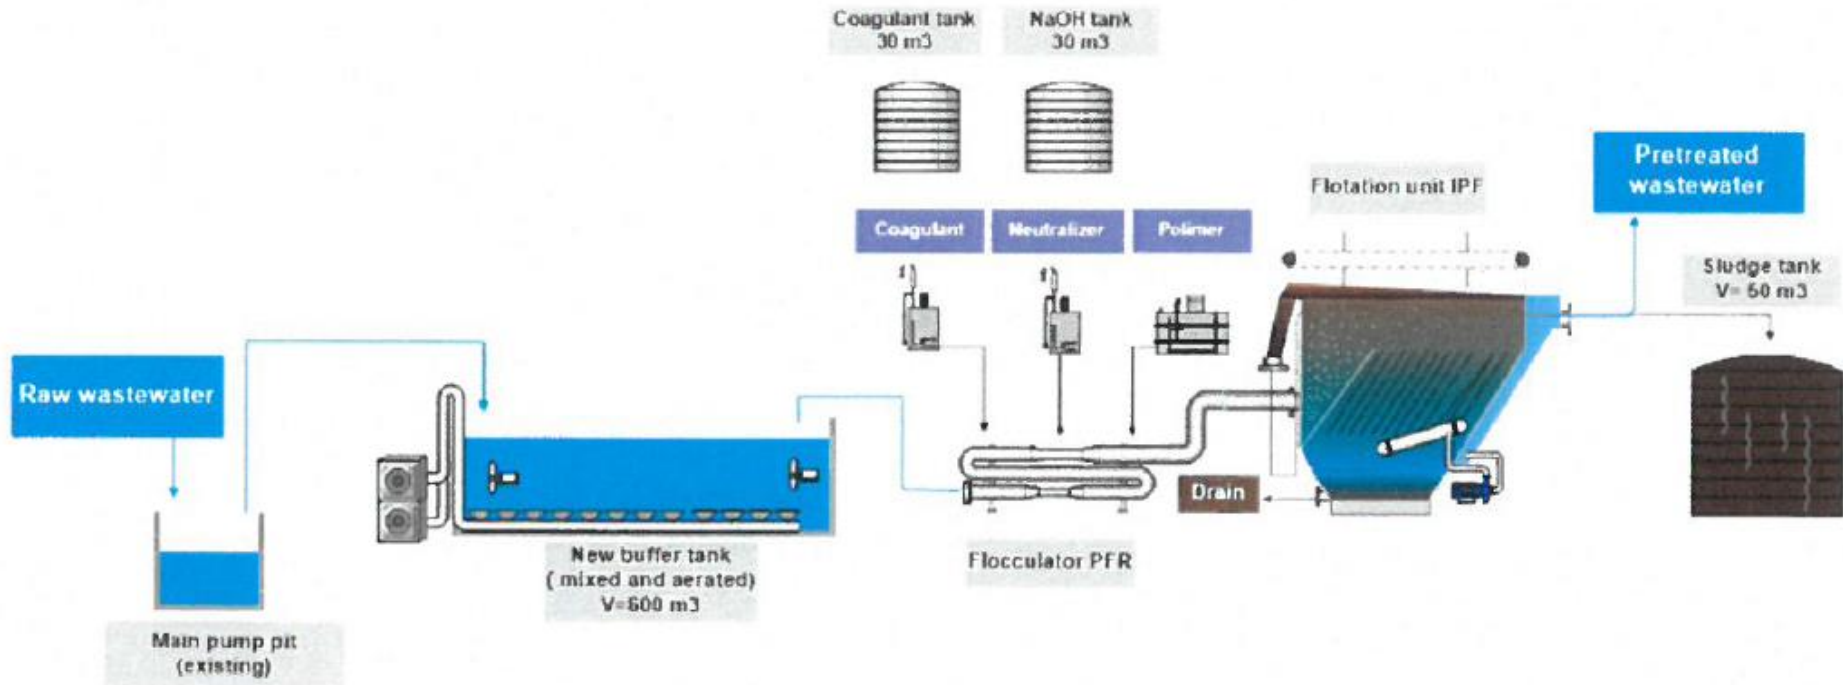 Coagulant tank
30 m3
NaOH tank
30 m3
Pretreated
wastewater
Flotation unit IPF
Coagulant
Neutralizer
Polimer
Sludge tank
V= 50 m3
Raw wastewater
Drain
New buffer tank
( mixed and aerated)
V=600 m3
Flocculator PFR
Main pump pit
(existing)